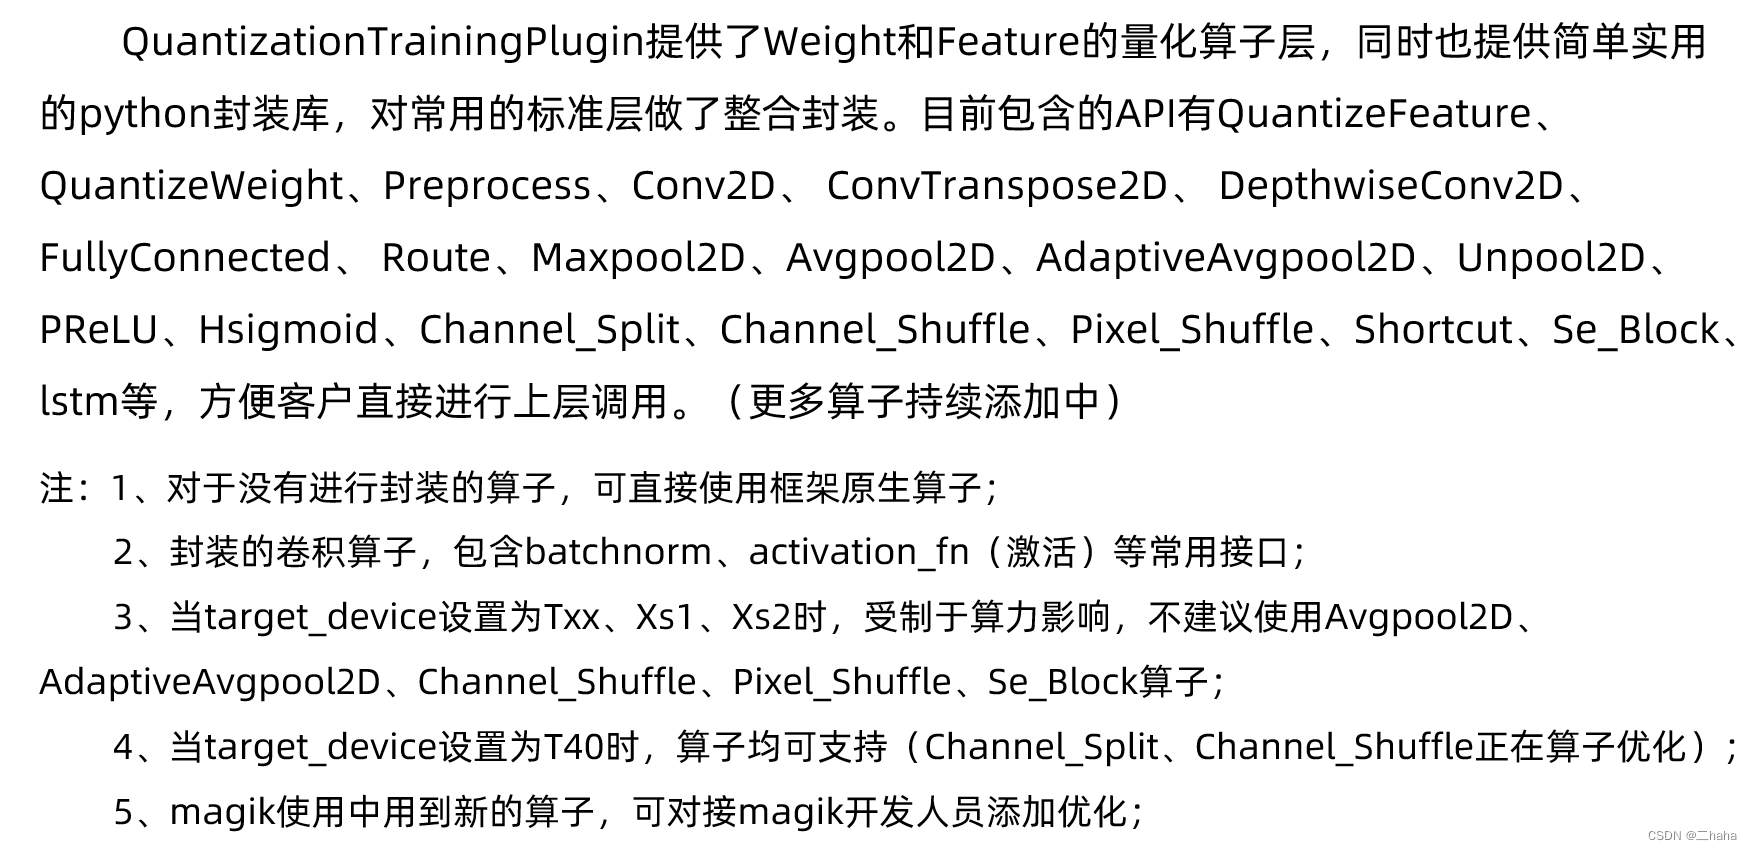 QuantizationTrainingPlugin提供了Weight和Feature的量化算子层，同时也提供简单实用
的python封装库，对常用的标准层做了整合封装。目前包含的API有QuantizeFeature、
QuantizeWeight、Preprocess、Conv2D、 ConvTranspose2D、 DepthwiseConv2D、
FullyConnected、 Route、Maxpool2D、Avgpool2D、AdaptiveAvgpool2D、Unpool2D、
PReLU、Hsigmoid、Channel_Split、Channel_Shuffle、Pixel_Shuffle、Shortcut、Se_Block、
lstm等，方便客户直接进行上层调用。（更多算子持续添加中）
注：1、对于没有进行封装的算子，可直接使用框架原生算子；
2、封装的卷积算子，包含batchnorm、activation_fn（激活）等常用接口；
3、当target_device设置为Txx、Xs1、Xs2时，受制于算力影响，不建议使用Avgpool2D、
AdaptiveAvgpool2D、Channel_Shuffle、Pixel_Shuffle、Se_Block算子；
4、当target_device设置为T40时，算子均可支持（Channel_Split、Channel_Shuffle正在算子优化）；
5、magik使用中用到新的算子，可对接magik开发人员添加优化；
CSDN @二haha